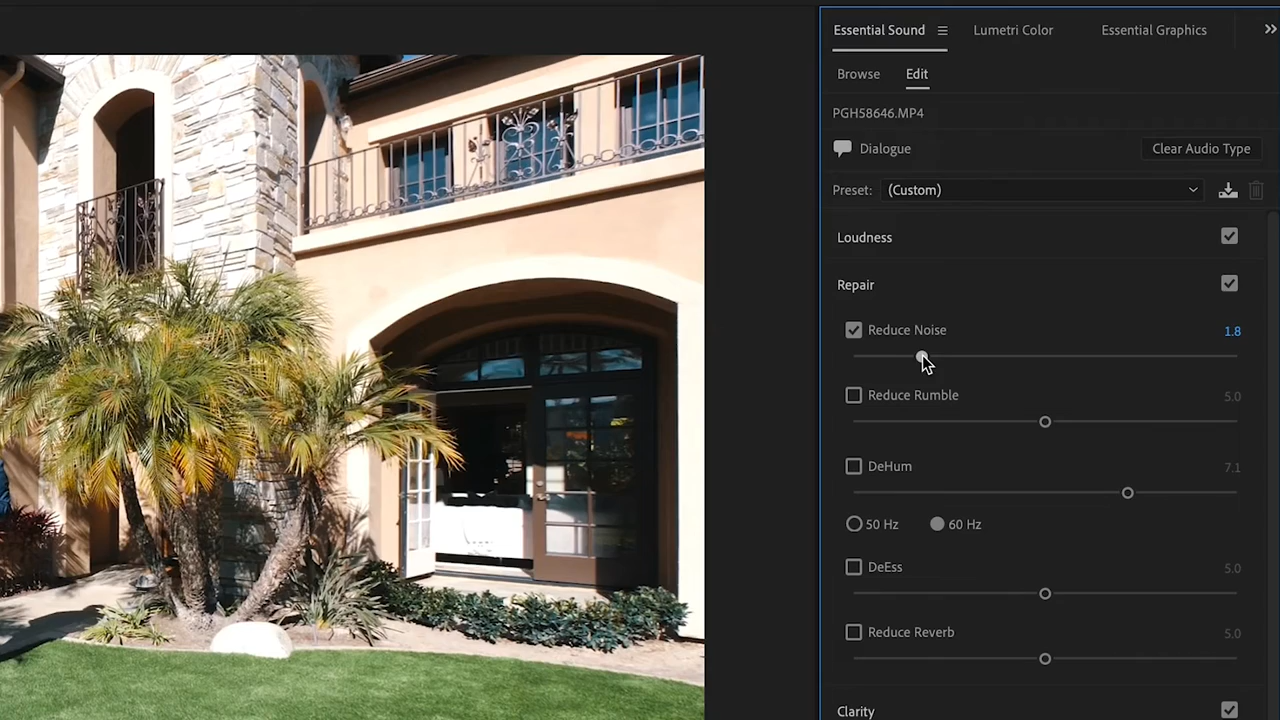 Essential Sound Lumetri Color Essential Graphics
Browse Edit
PGH58646.MP4
Dialogue Clear Audio Type
Preset: (Custom)
Loudness
Repair
Reduce Noise 1.8
Reduce Rumble 5.0
DeHum 7.1
50 Hz 60 Hz
DeEss 5.0
Reduce Reverb 5.0
Clarity